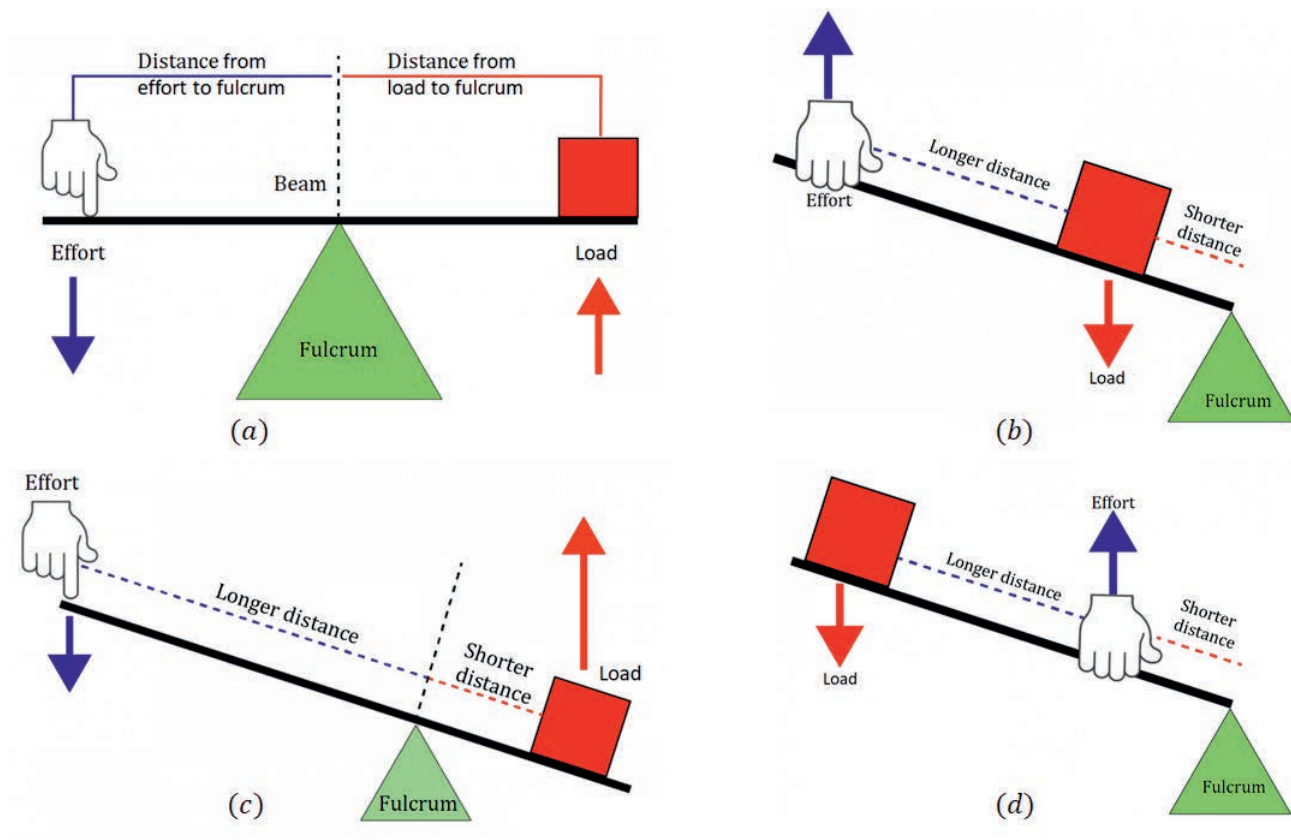 Distance from
effort to fulcrum
Distance from
load to fulcrum
Beam
Effort
Load
Fulcrum
(a)
Longer distance
Effort
Shorter
distance
Load
Fulcrum
(b)
Effort
Longer distance
Shorter
distance
Load
Fulcrum
(c)
Effort
Longer distance
Shorter
distance
Load
Fulcrum
(d)